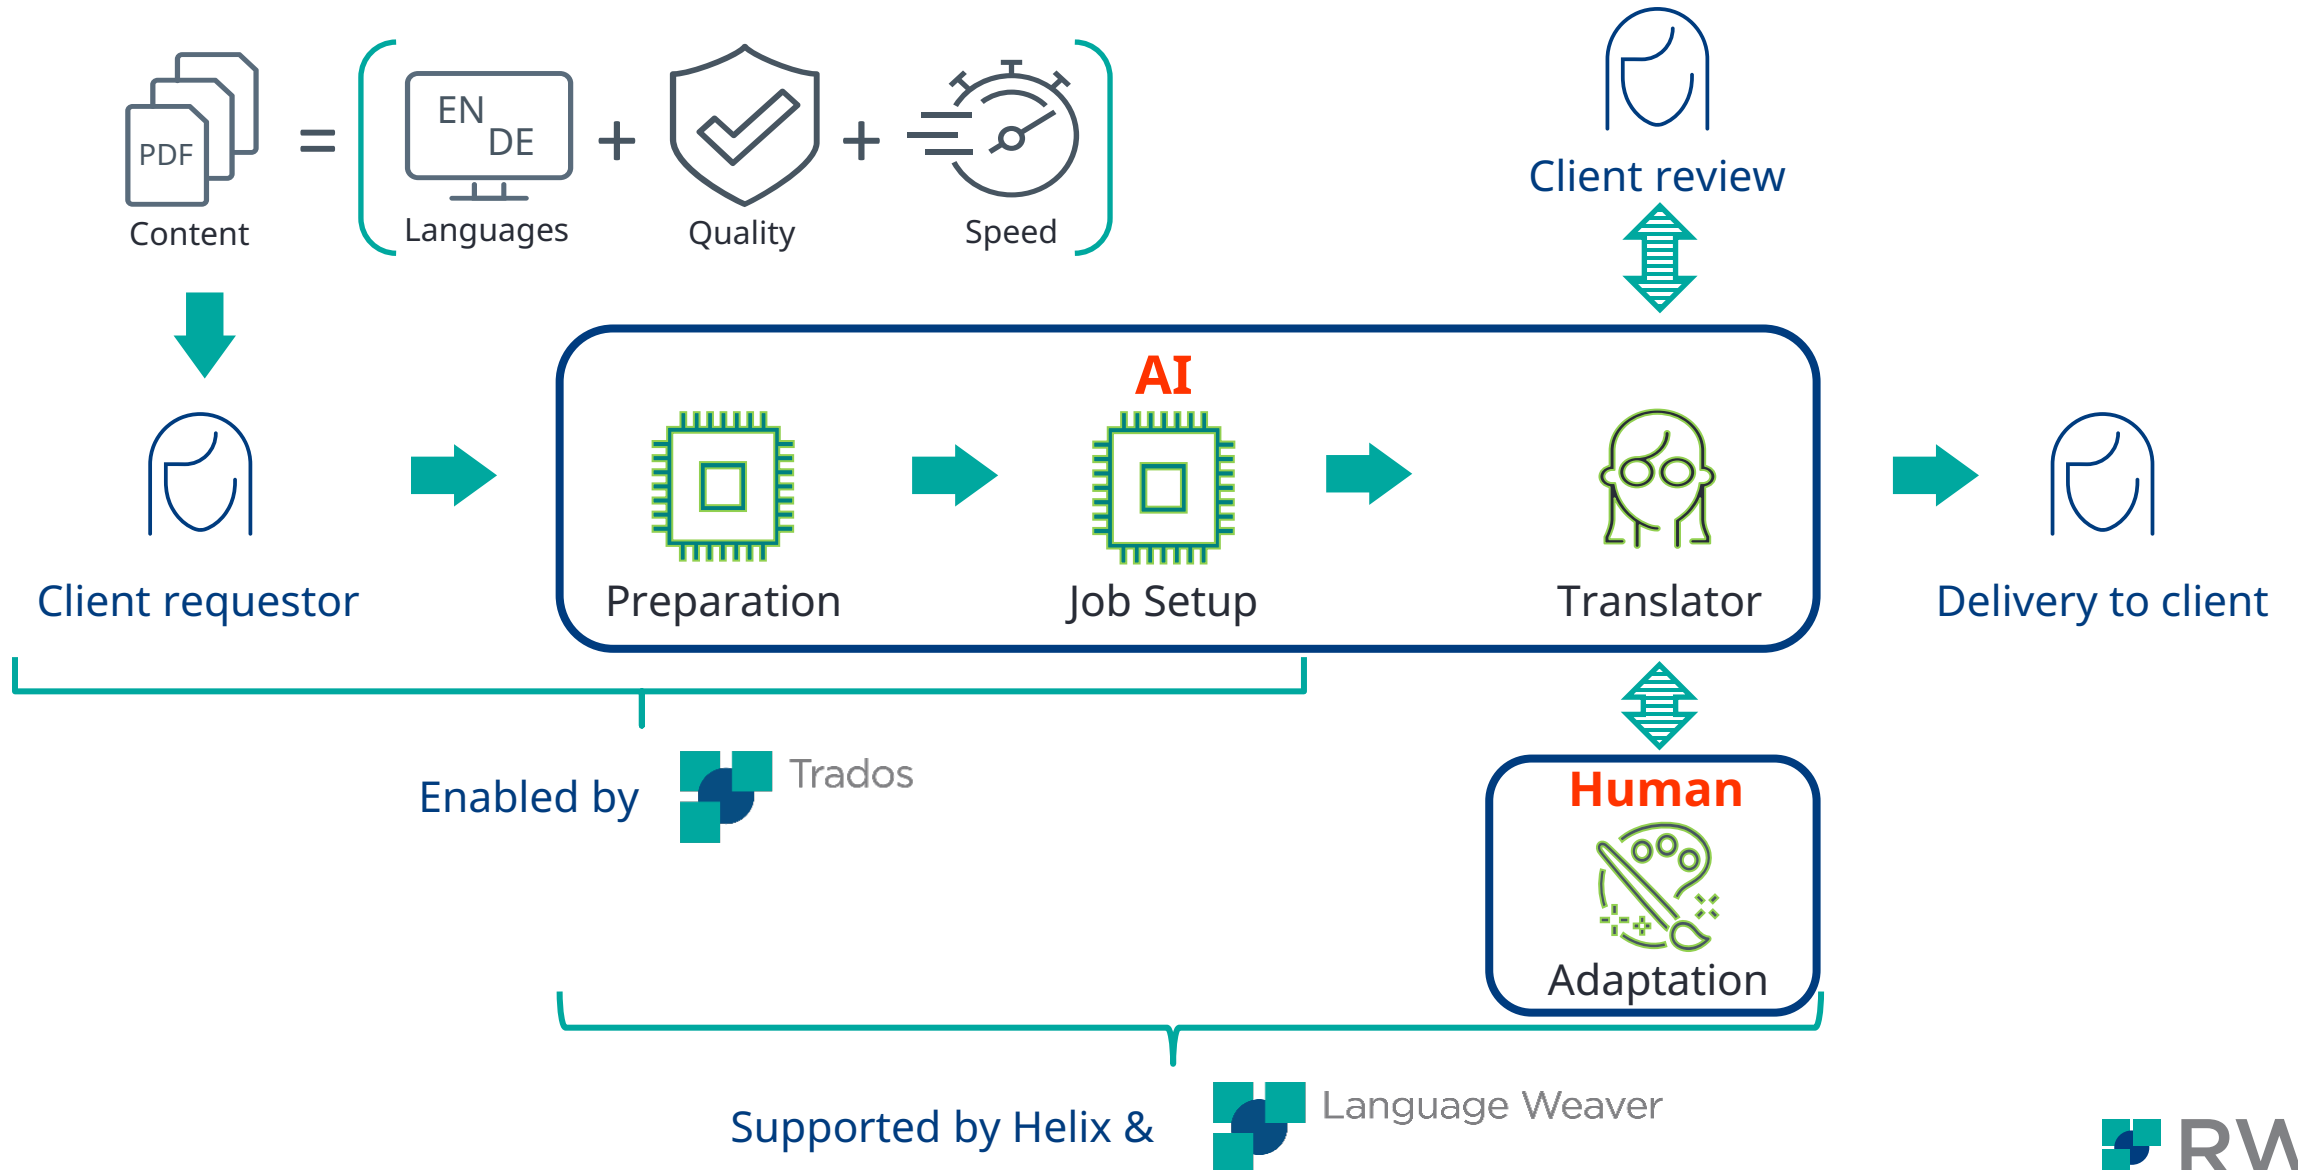 PDF
Content
=
EN
DE
Languages
+
Quality
+
Speed
Client review
AI
Client requestor
Preparation
Job Setup
Translator
Delivery to client
Enabled by
Trados
Human
Adaptation
Supported by Helix &
Language Weaver
RW